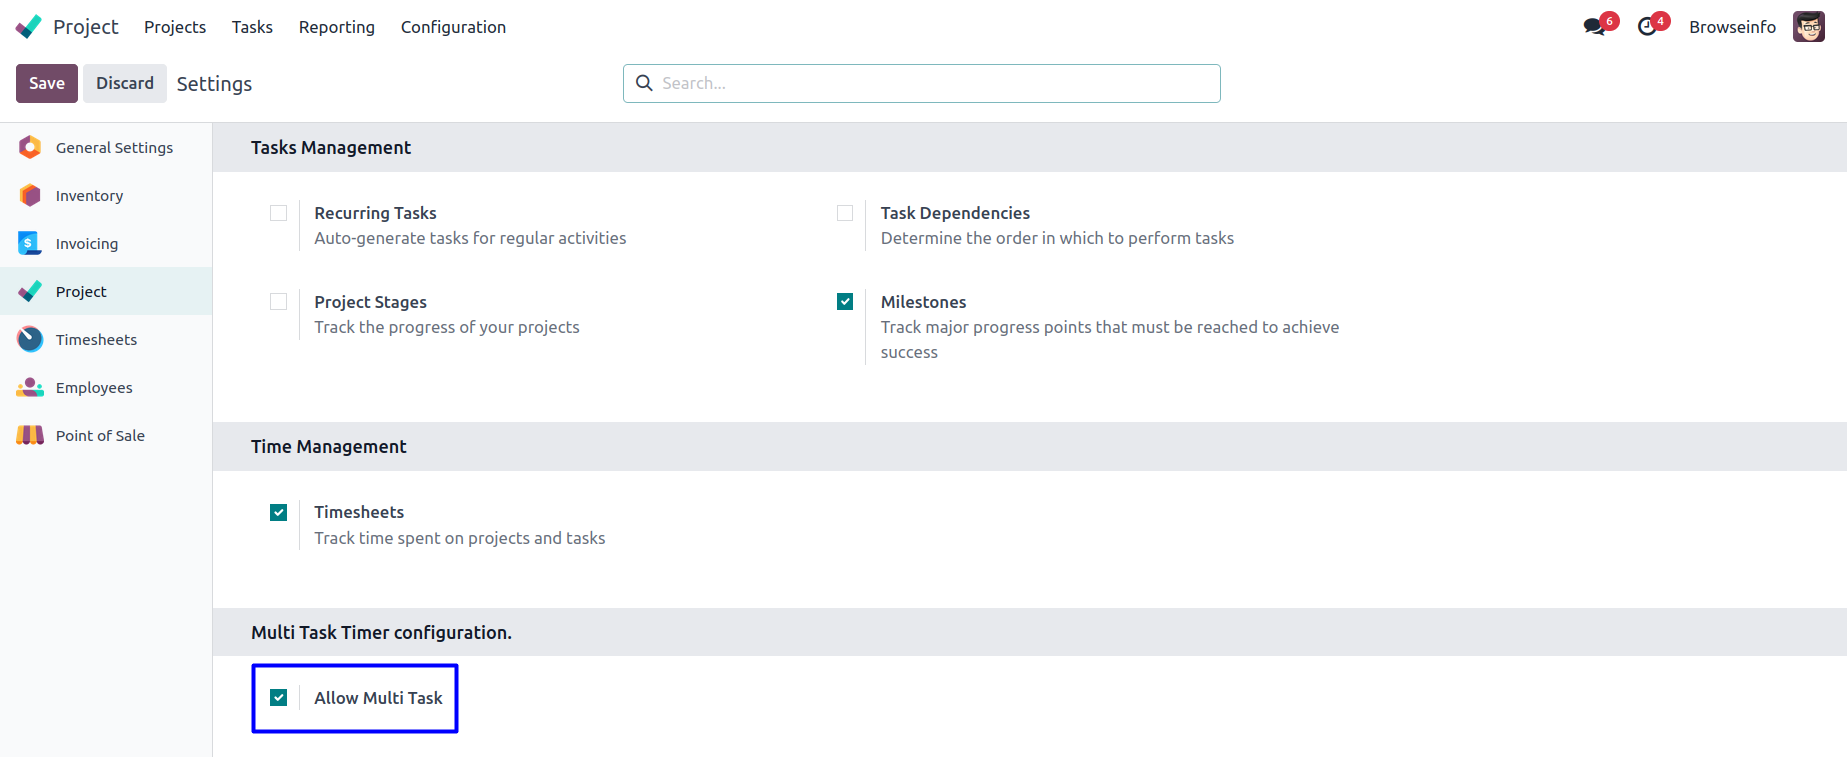 Project Projects Tasks Reporting Configuration 6 4 Browseinfo
Save Discard Settings Search...
General Settings
Inventory
Invoicing
Project
Timesheets
Employees
Point of Sale
Tasks Management
Recurring Tasks
Auto-generate tasks for regular activities
Task Dependencies
Determine the order in which to perform tasks
Project Stages
Track the progress of your projects
Milestones
Track major progress points that must be reached to achieve
success
Time Management
Timesheets
Track time spent on projects and tasks
Multi Task Timer configuration.
Allow Multi Task